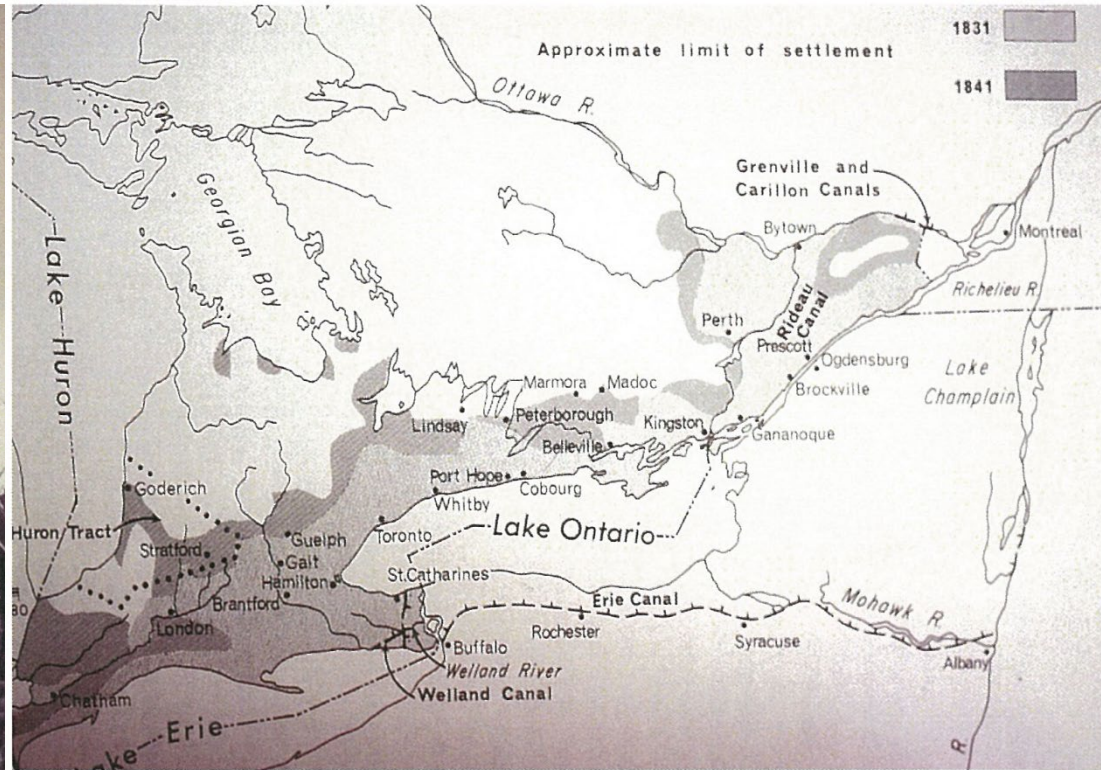 1831
Approximate limit of settlement
1841
Ottawa R.
Grenville and
Carillon Canals
Georgian Bay
Lake Huron
Bytown
Montreal
Richelieu R.
Rideau
Canal
Perth
Prescott
Ogdensburg
Brockville
Lake
Champlain
Marmora
Madoc
Lindsay
Peterborough
Kingston
Gananoque
Belleville
Port Hope
Cobourg
Whitby
Goderich
Huron Tract
Toronto
Lake Ontario
Stratford
Guelph
Galt
Hamilton
St.Catharines
Brantford
London
Erie Canal
Rochester
Syracuse
Mohawk R.
Albany
Buffalo
Welland River
Welland Canal
Chatham
Lake Erie
R